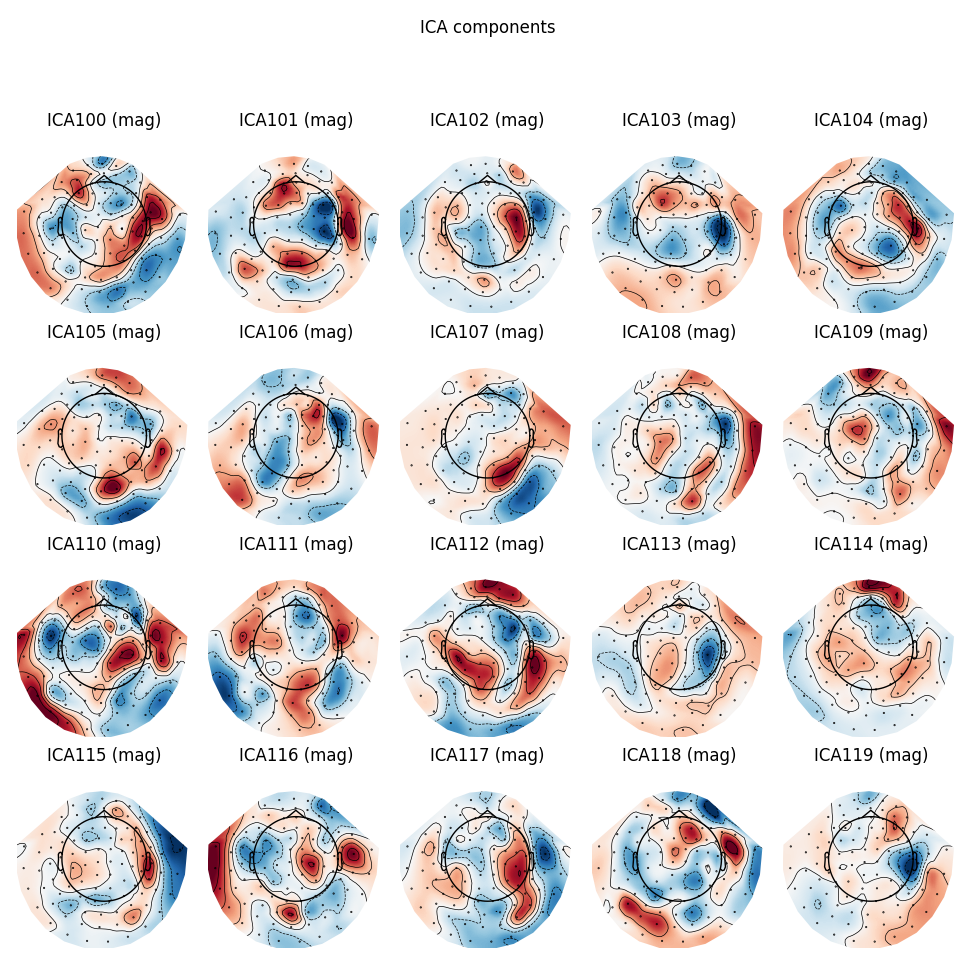 ICA components
ICA100 (mag) ICA101 (mag) ICA102 (mag) ICA103 (mag) ICA104 (mag)
ICA105 (mag) ICA106 (mag) ICA107 (mag) ICA108 (mag) ICA109 (mag)
ICA110 (mag) ICA111 (mag) ICA112 (mag) ICA113 (mag) ICA114 (mag)
ICA115 (mag) ICA116 (mag) ICA117 (mag) ICA118 (mag) ICA119 (mag)